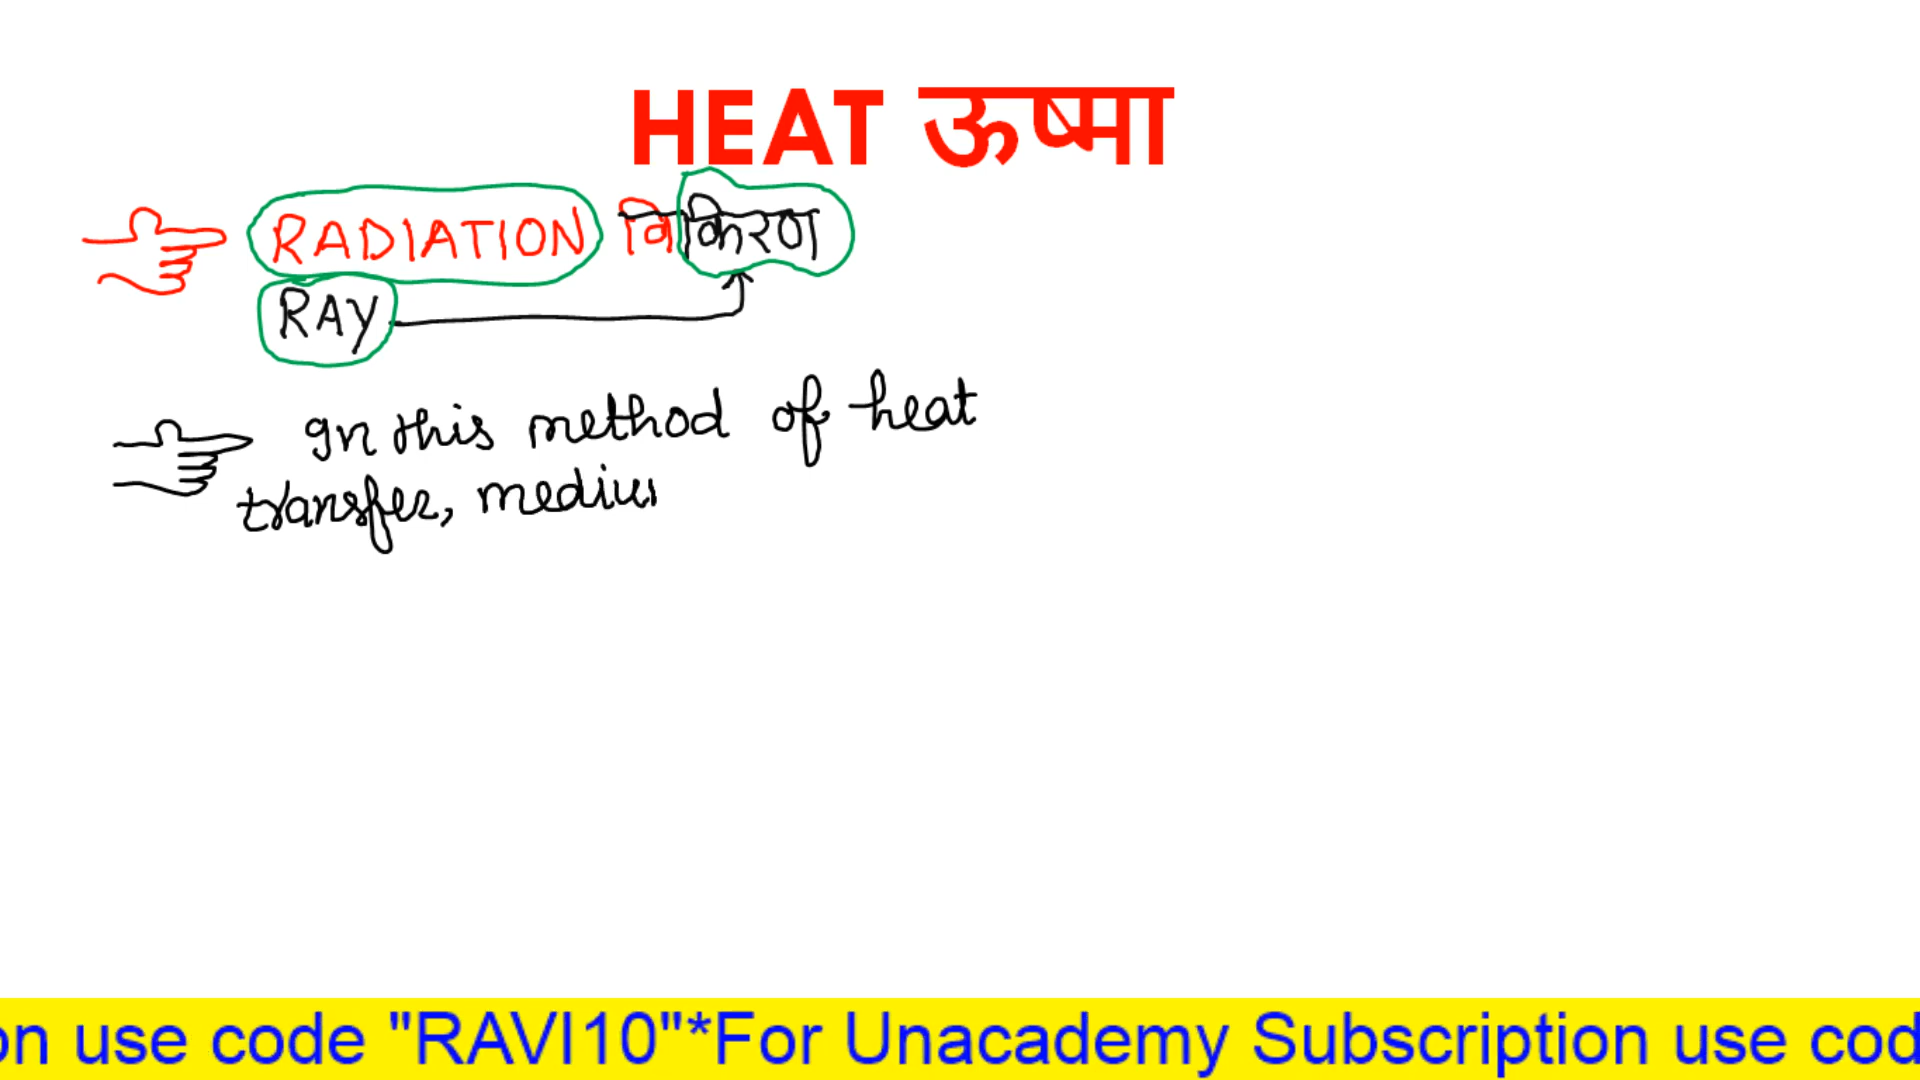 HEAT ऊष्मा
RADIATION विकिरण
RAY
In this method of heat
transfer, mediu
on use code "RAVI10"*For Unacademy Subscription use cod